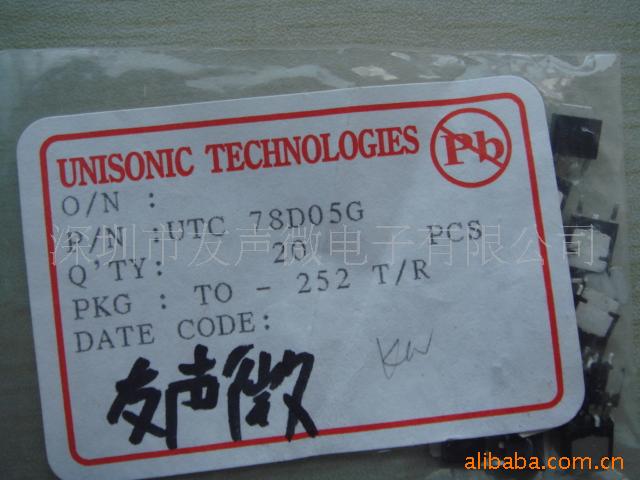 UNISONIC TECHNOLOGIES Pb
O/N :
P/N :UTC 78D05G
深圳市友声微电子有限公司
Q'TY: 20 PCS
PKG : TO - 252 T/R
DATE CODE:
友声微
alibaba.com.cn